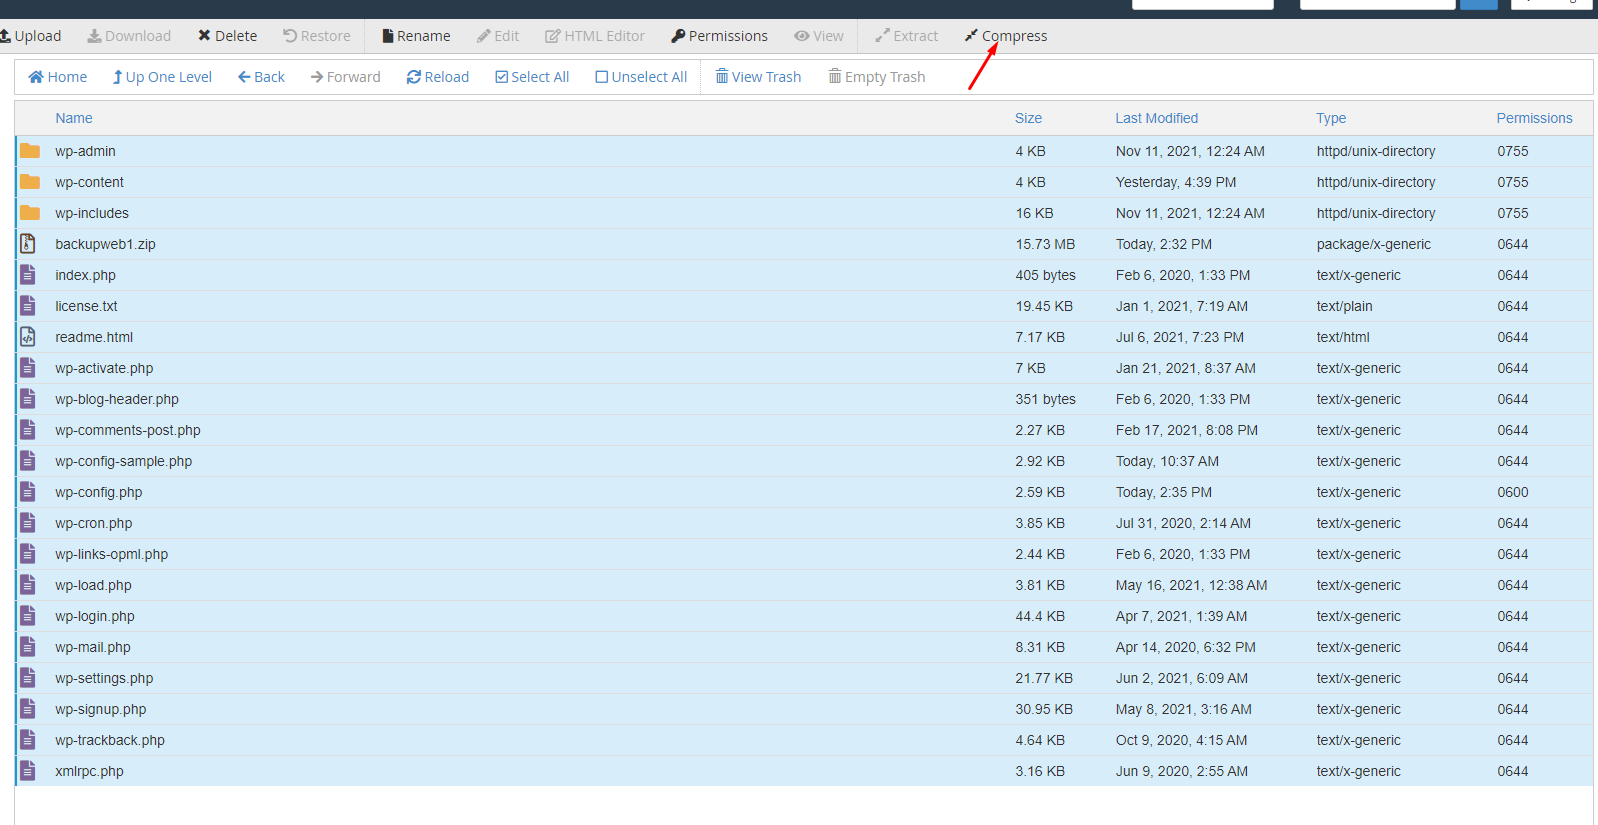 Upload Download Delete Restore Rename Edit HTML Editor Permissions View Extract Compress
Home Up One Level Back Forward Reload Select All Unselect All View Trash Empty Trash
Name Size Last Modified Type Permissions
wp-admin 4 KB Nov 11, 2021, 12:24 AM httpd/unix-directory 0755
wp-content 4 KB Yesterday, 4:39 PM httpd/unix-directory 0755
wp-includes 16 KB Nov 11, 2021, 12:24 AM httpd/unix-directory 0755
backupweb1.zip 15.73 MB Today, 2:32 PM package/x-generic 0644
index.php 405 bytes Feb 6, 2020, 1:33 PM text/x-generic 0644
license.txt 19.45 KB Jan 1, 2021, 7:19 AM text/plain 0644
readme.html 7.17 KB Jul 6, 2021, 7:23 PM text/html 0644
wp-activate.php 7 KB Jan 21, 2021, 8:37 AM text/x-generic 0644
wp-blog-header.php 351 bytes Feb 6, 2020, 1:33 PM text/x-generic 0644
wp-comments-post.php 2.27 KB Feb 17, 2021, 8:08 PM text/x-generic 0644
wp-config-sample.php 2.92 KB Today, 10:37 AM text/x-generic 0644
wp-config.php 2.59 KB Today, 2:35 PM text/x-generic 0600
wp-cron.php 3.85 KB Jul 31, 2020, 2:14 AM text/x-generic 0644
wp-links-opml.php 2.44 KB Feb 6, 2020, 1:33 PM text/x-generic 0644
wp-load.php 3.81 KB May 16, 2021, 12:38 AM text/x-generic 0644
wp-login.php 44.4 KB Apr 7, 2021, 1:39 AM text/x-generic 0644
wp-mail.php 8.31 KB Apr 14, 2020, 6:32 PM text/x-generic 0644
wp-settings.php 21.77 KB Jun 2, 2021, 6:09 AM text/x-generic 0644
wp-signup.php 30.95 KB May 8, 2021, 3:16 AM text/x-generic 0644
wp-trackback.php 4.64 KB Oct 9, 2020, 4:15 AM text/x-generic 0644
xmlrpc.php 3.16 KB Jun 9, 2020, 2:55 AM text/x-generic 0644